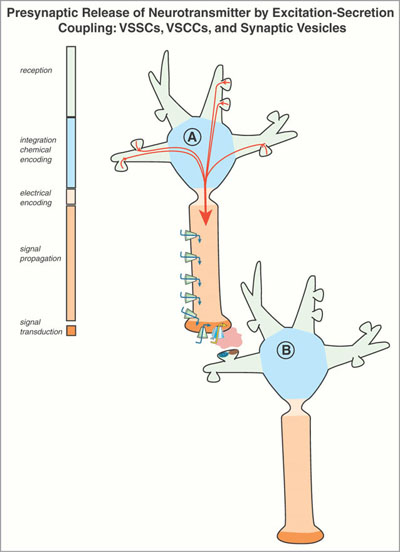 Presynaptic Release of Neurotransmitter by Excitation-Secretion
Coupling: VSSCs, VSCCs, and Synaptic Vesicles
reception
integration
chemical
encoding
electrical
encoding
signal
propagation
signal
transduction
A
B